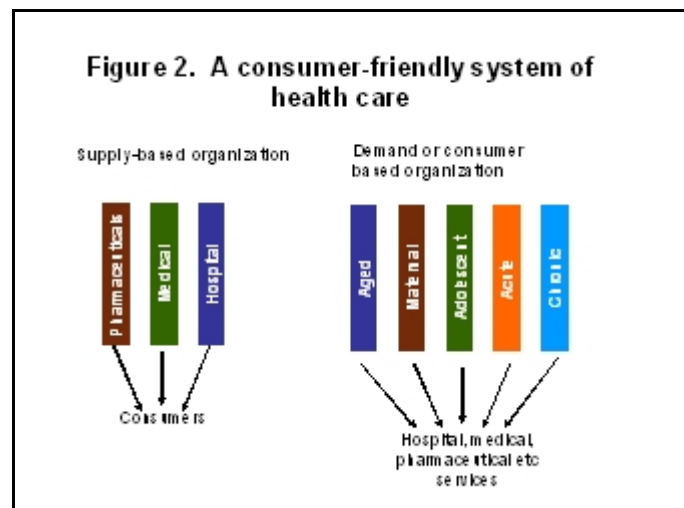 Figure 2. A consumer-friendly system of
health care
Supply-based organization
Demand or consumer
based organization
Pharmaceuticals
Medical
Hospital
Aged
Maternal
Adolescent
Acute
Chronic
Consumers
Hospital, medical,
pharmaceutical etc
services